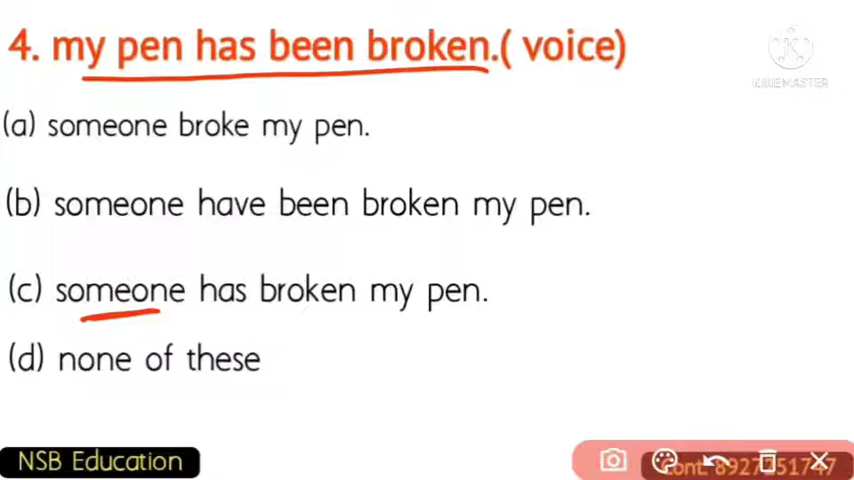 4. my pen has been broken.( voice)
KINEMASTER
(a) someone broke my pen.
(b) someone have been broken my pen.
(c) someone has broken my pen.
(d) none of these
NSB Education